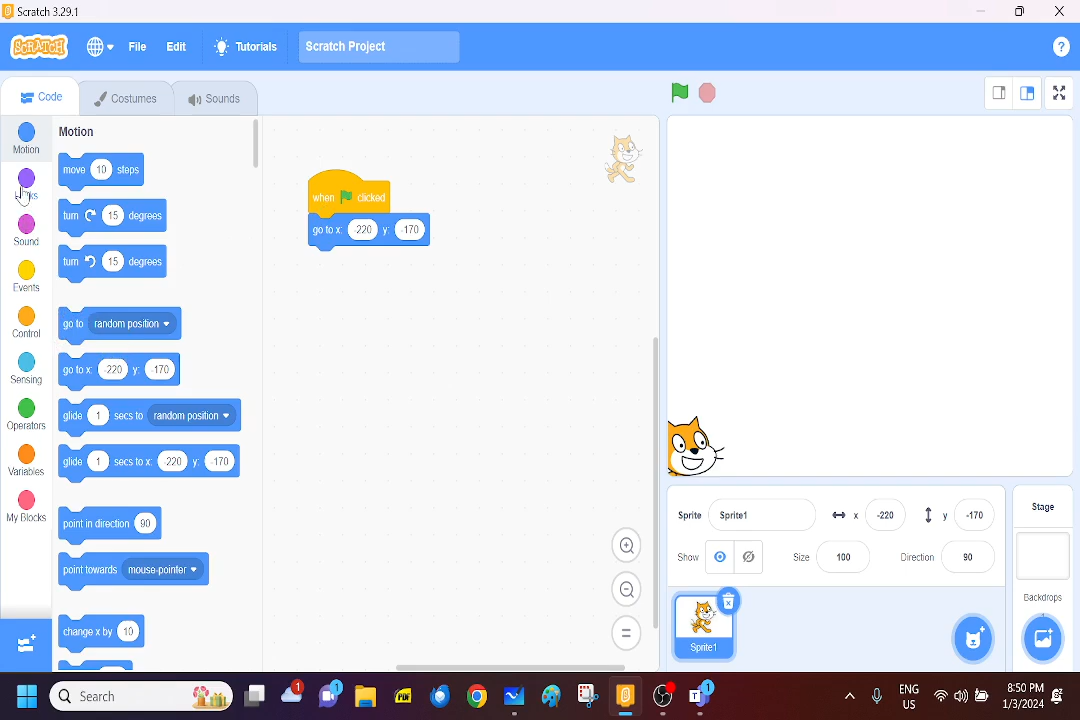 Scratch 3.29.1
SCRATCH File Edit Tutorials Scratch Project ?
Code Costumes Sounds
Motion
Sound
Events
Control
Sensing
Operators
Variables
My Blocks
Motion
move 10 steps
turn 15 degrees
turn 15 degrees
go to random position
go to x: -220 y: -170
glide 1 secs to random position
glide 1 secs to x: -220 y: -170
point in direction 90
point towards mouse-pointer
change x by 10
when clicked
go to x: -220 y: -170
Sprite Sprite1 x -220 y -170
Show Size 100 Direction 90
Sprite1
Stage
Backdrops
Search
1 1 PDF 1
ENG
US
8:50 PM
1/3/2024